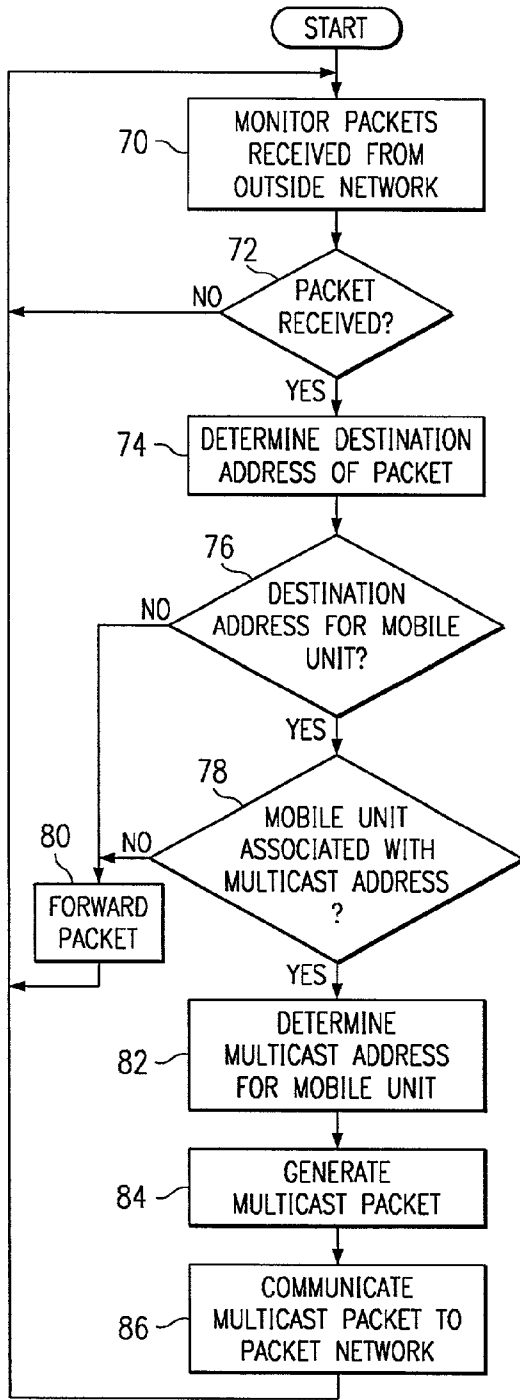 START
70
MONITOR PACKETS
RECEIVED FROM
OUTSIDE NETWORK
72
NO
PACKET
RECEIVED?
YES
74
DETERMINE DESTINATION
ADDRESS OF PACKET
76
NO
DESTINATION
ADDRESS FOR MOBILE
UNIT?
YES
78
NO
MOBILE UNIT
ASSOCIATED WITH
MULTICAST ADDRESS
?
80
FORWARD
PACKET
YES
82
DETERMINE
MULTICAST ADDRESS
FOR MOBILE UNIT
84
GENERATE
MULTICAST PACKET
86
COMMUNICATE
MULTICAST PACKET TO
PACKET NETWORK